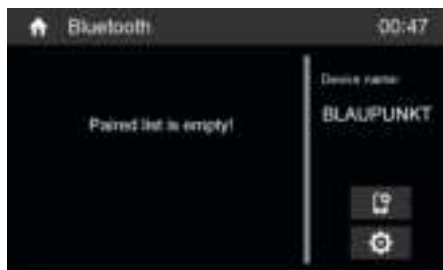 Bluetooth 00:47
Device name:
Paired list is empty!
BLAUPUNKT